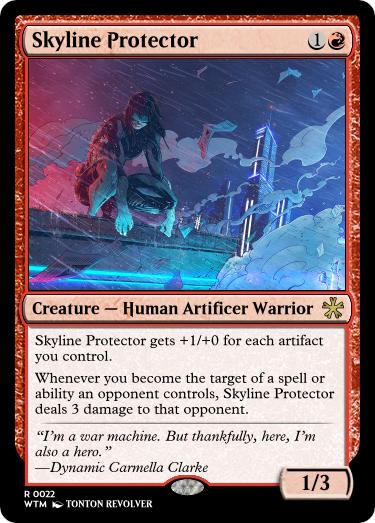 Skyline Protector 1
Creature — Human Artificer Warrior
Skyline Protector gets +1/+0 for each artifact
you control.
Whenever you become the target of a spell or
ability an opponent controls, Skyline Protector
deals 3 damage to that opponent.
“I’m a war machine. But thankfully, here, I’m
also a hero.”
—Dynamic Carmella Clarke
1/3
R 0022
WTM TONTON REVOLVER